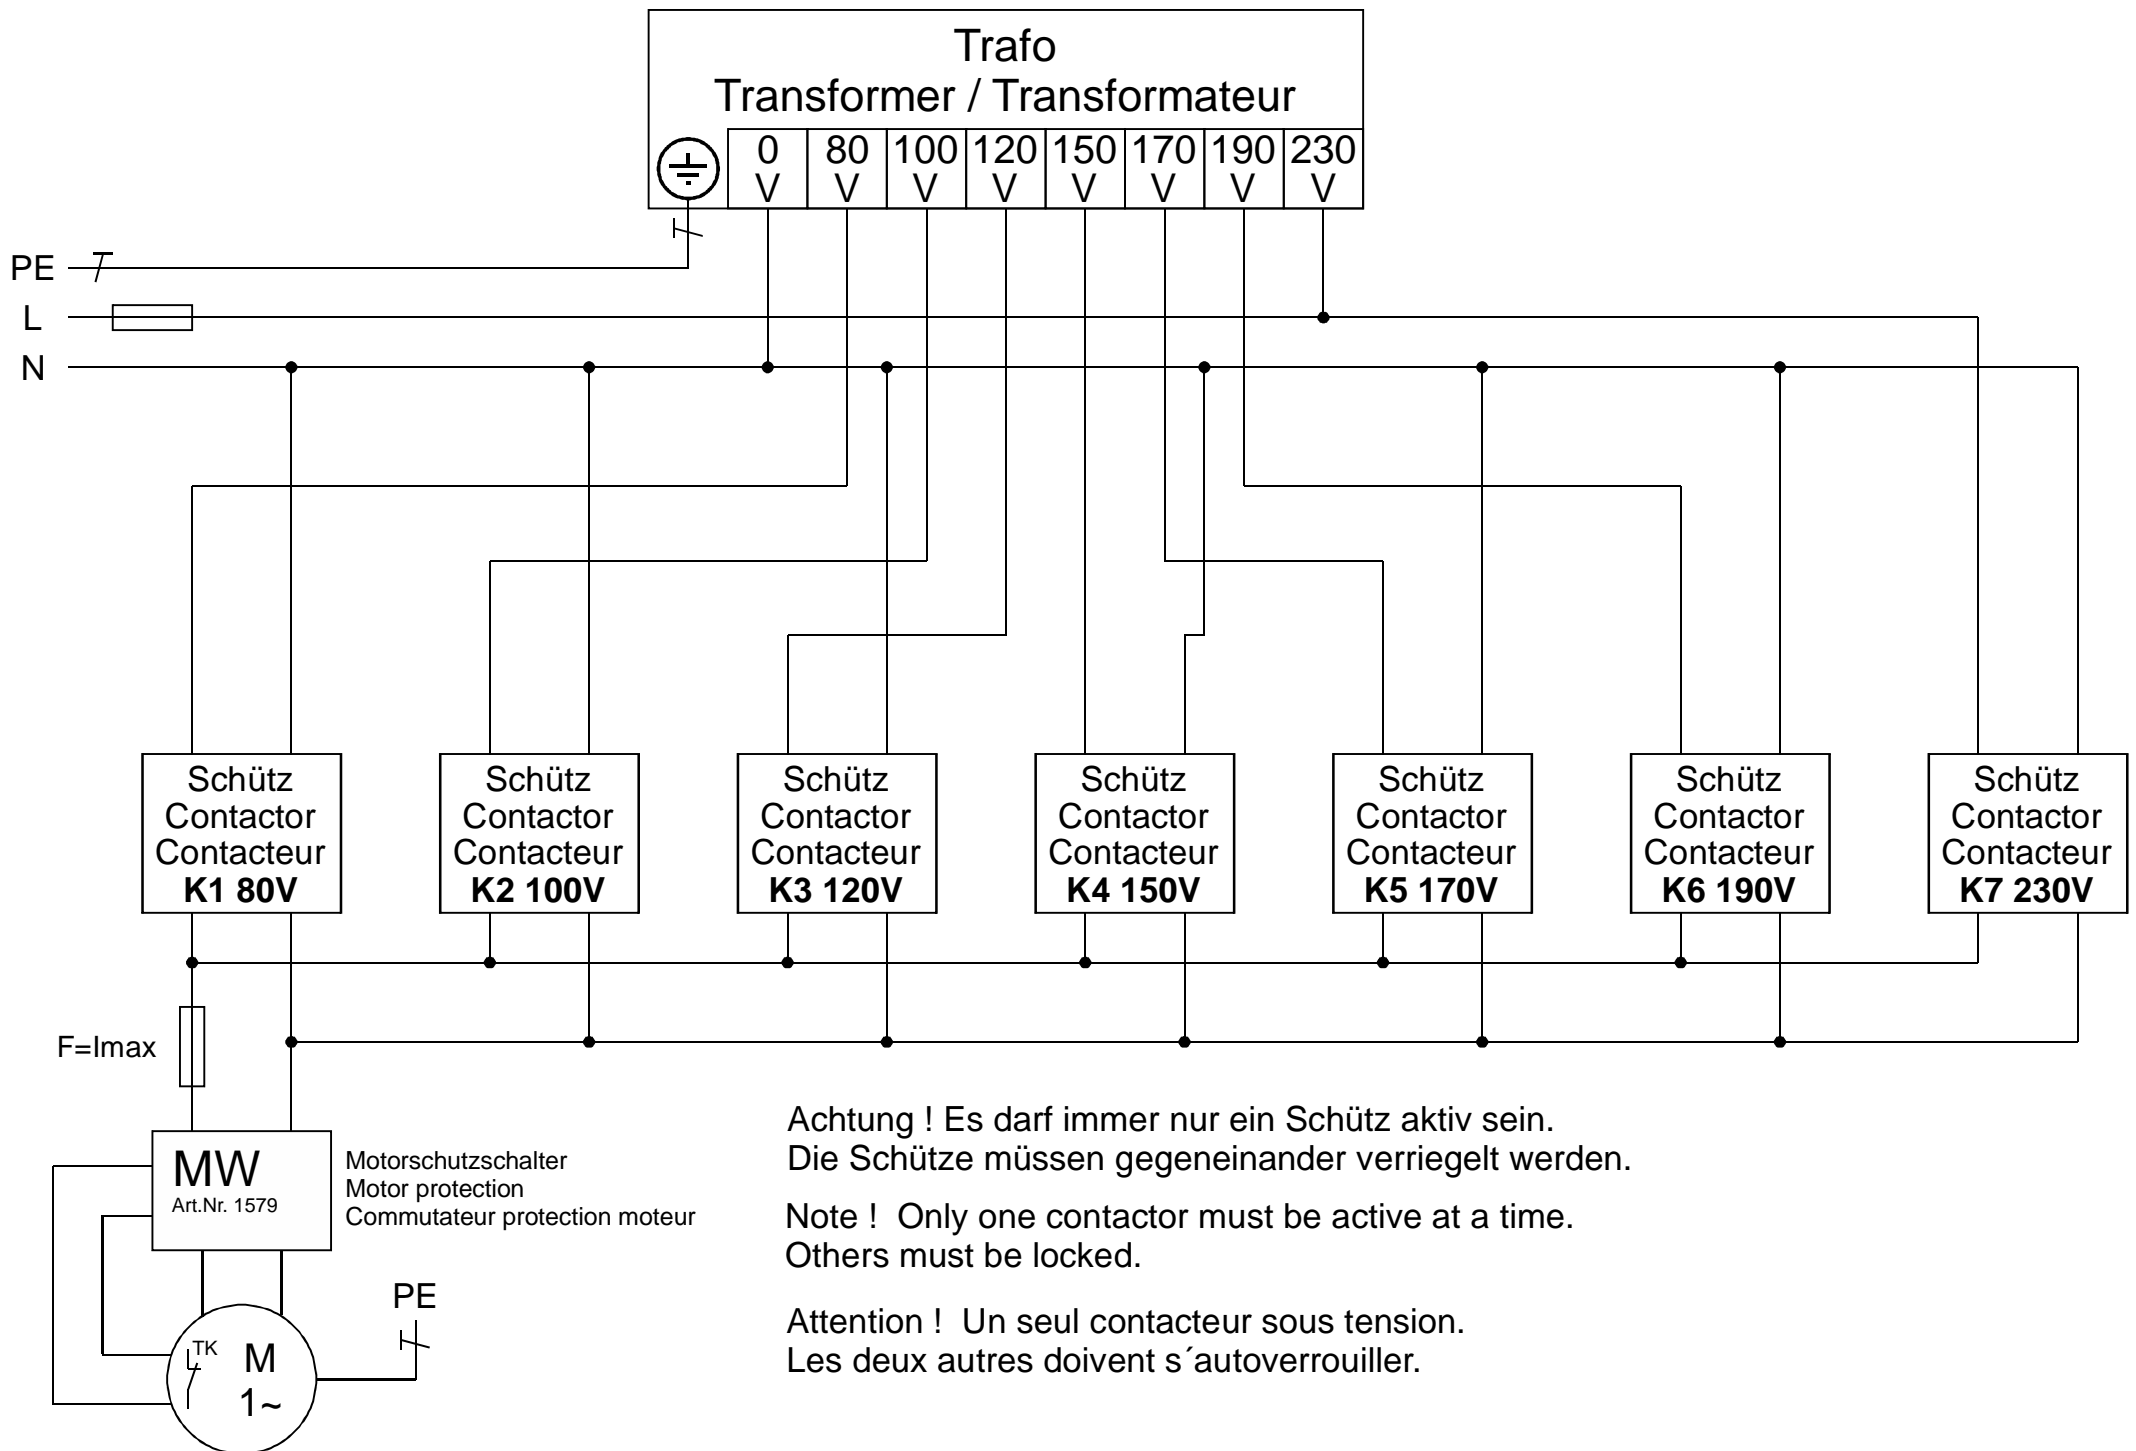 Trafo
Transformer / Transformateur
0 80 100 120 150 170 190 230
V V V V V V V V
PE
L
N
Schütz Schütz Schütz Schütz Schütz Schütz Schütz
Contactor Contactor Contactor Contactor Contactor Contactor Contactor
Contacteur Contacteur Contacteur Contacteur Contacteur Contacteur Contacteur
K1 80V K2 100V K3 120V K4 150V K5 170V K6 190V K7 230V
F=Imax
MW
Art.Nr. 1579
Motorschutzschalter
Motor protection
Commutateur protection moteur
Achtung ! Es darf immer nur ein Schütz aktiv sein.
Die Schütze müssen gegeneinander verriegelt werden.
Note ! Only one contactor must be active at a time.
Others must be locked.
Attention ! Un seul contacteur sous tension.
Les deux autres doivent s´autoverrouiller.
PE
TK
M
1~